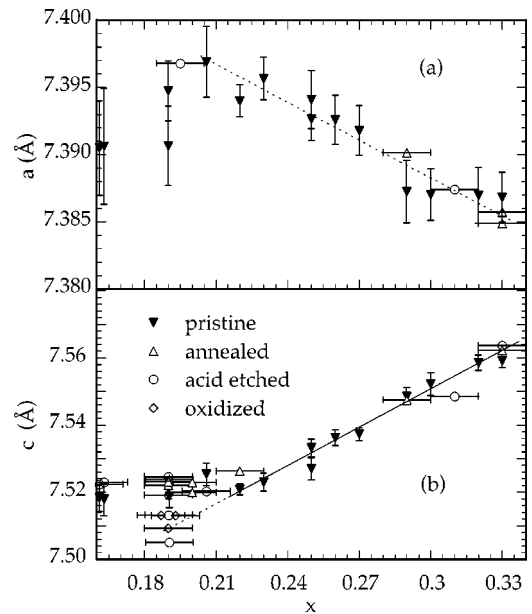 7.400
(a)
7.395
a (Å)
7.390
7.385
7.380
pristine
7.56
annealed
acid etched
c (Å)
7.54
oxidized
7.52
(b)
7.50
0.18 0.21 0.24 0.27 0.3 0.33
x